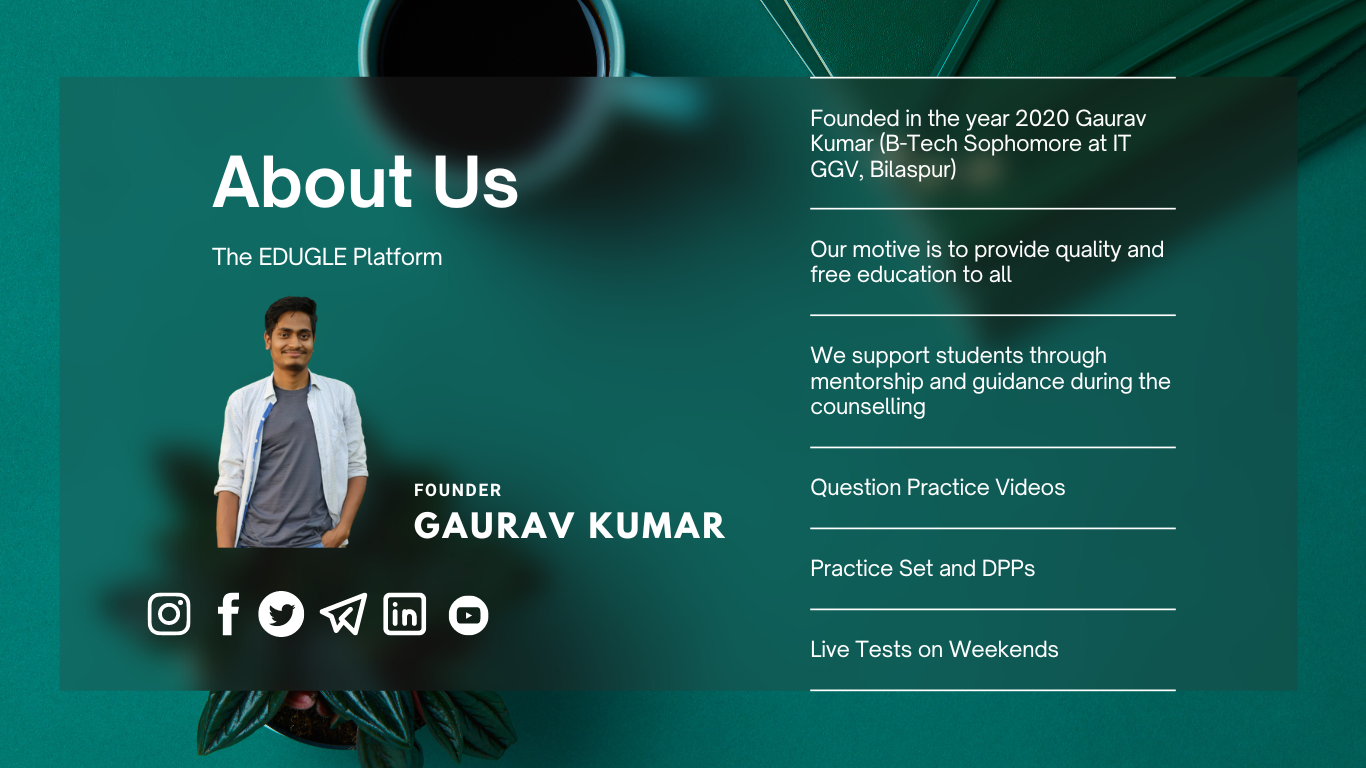 About Us
The EDUGLE Platform
FOUNDER
GAURAV KUMAR
Founded in the year 2020 Gaurav
Kumar (B-Tech Sophomore at IT
GGV, Bilaspur)
Our motive is to provide quality and
free education to all
We support students through
mentorship and guidance during the
counselling
Question Practice Videos
Practice Set and DPPs
Live Tests on Weekends